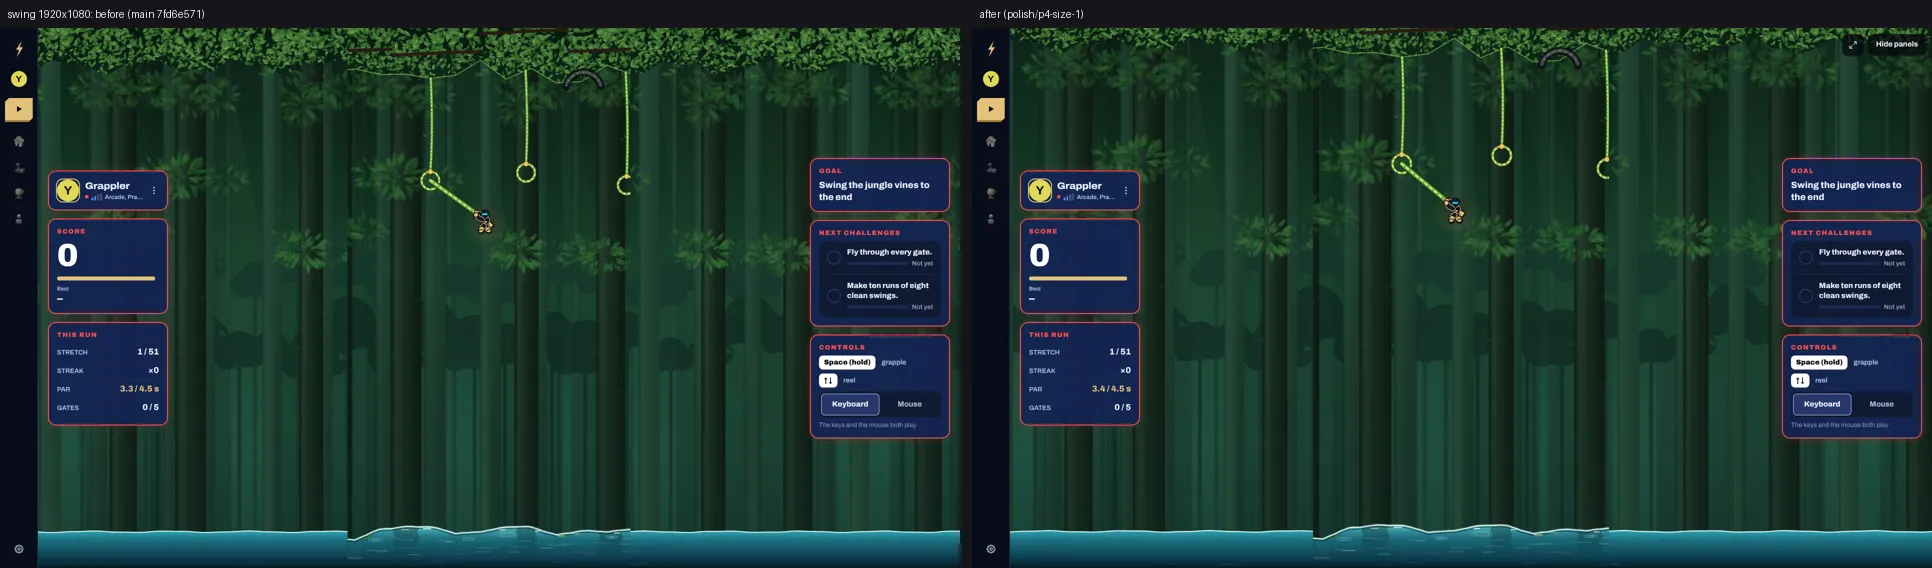 swing 1920x1080: before (main 7fd6e571)
Y
Y
Grappler
Arcade, Pra...
SCORE
0
Best
–
THIS RUN
STRETCH 1 / 51
STREAK ×0
PAR 3.3 / 4.5 s
GATES 0 / 5
GOAL
Swing the jungle vines to
the end
NEXT CHALLENGES
Fly through every gate.
Not yet
Make ten runs of eight
clean swings.
Not yet
CONTROLS
Space (hold) grapple
↑↓ reel
Keyboard Mouse
The keys and the mouse both play
after (polish/p4-size-1)
Hide panels
Y
Y
Grappler
Arcade, Pra...
SCORE
0
Best
–
THIS RUN
STRETCH 1 / 51
STREAK ×0
PAR 3.4 / 4.5 s
GATES 0 / 5
GOAL
Swing the jungle vines to
the end
NEXT CHALLENGES
Fly through every gate.
Not yet
Make ten runs of eight
clean swings.
Not yet
CONTROLS
Space (hold) grapple
↑↓ reel
Keyboard Mouse
The keys and the mouse both play